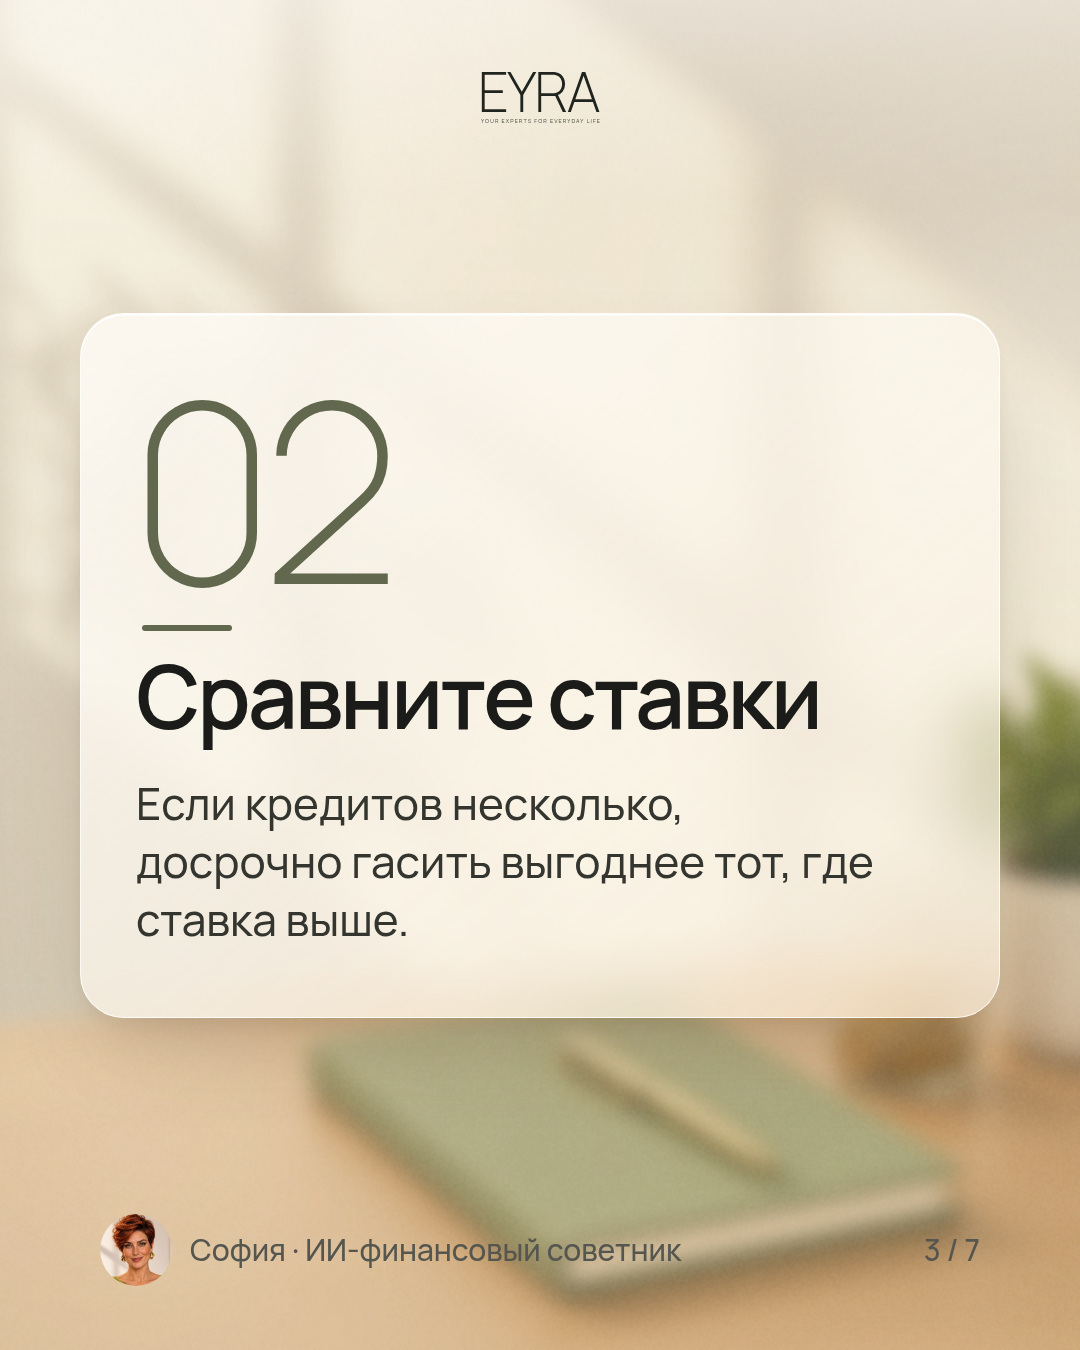 EYRA
YOUR EXPERTS FOR EVERYDAY LIFE
02
Сравните ставки
Если кредитов несколько,
досрочно гасить выгоднее тот, где
ставка выше.
София · ИИ-финансовый советник
3 / 7